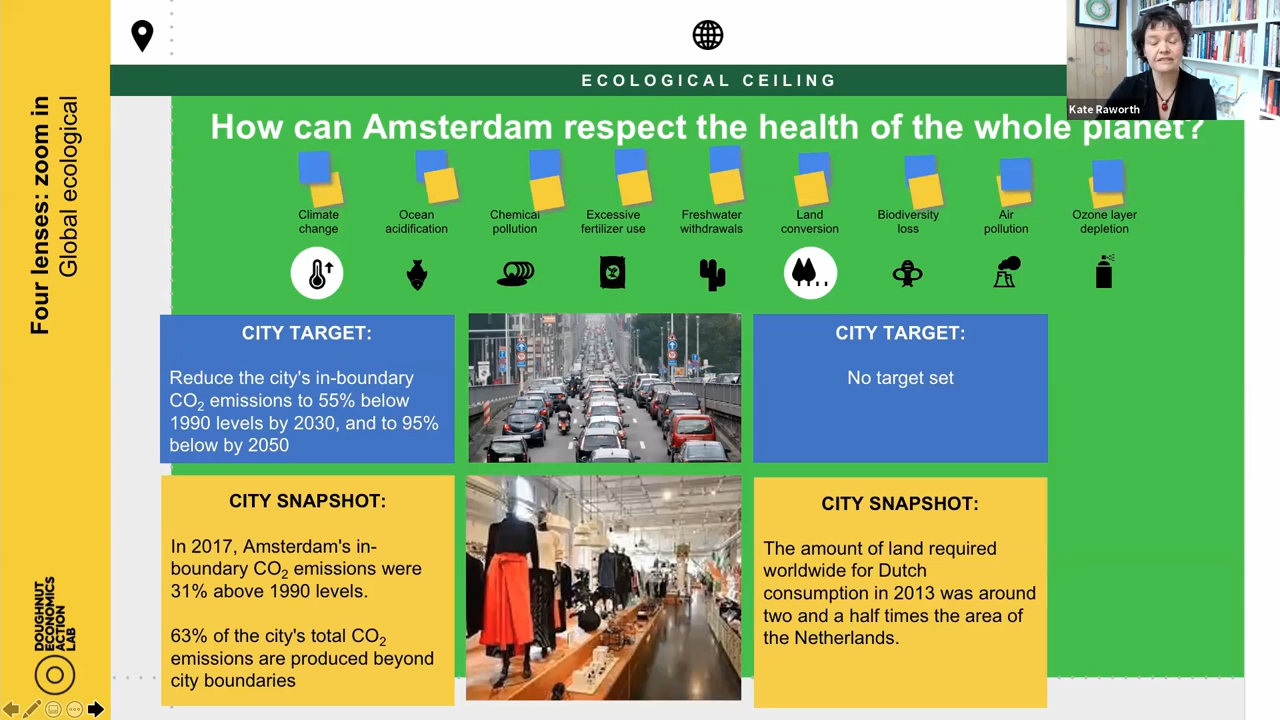 Four lenses: zoom in
Global ecological
DOUGHNUT
ECONOMICS
ACTION
LAB
ECOLOGICAL CEILING
Kate Raworth
How can Amsterdam respect the health of the whole planet?
Climate
change
Ocean
acidification
Chemical
pollution
Excessive
fertilizer use
Freshwater
withdrawals
Land
conversion
Biodiversity
loss
Air
pollution
Ozone layer
depletion
CITY TARGET:
Reduce the city's in-boundary
CO₂ emissions to 55% below
1990 levels by 2030, and to 95%
below by 2050
CITY TARGET:
No target set
CITY SNAPSHOT:
In 2017, Amsterdam's in-
boundary CO₂ emissions were
31% above 1990 levels.
63% of the city's total CO₂
emissions are produced beyond
city boundaries
CITY SNAPSHOT:
The amount of land required
worldwide for Dutch
consumption in 2013 was around
two and a half times the area of
the Netherlands.